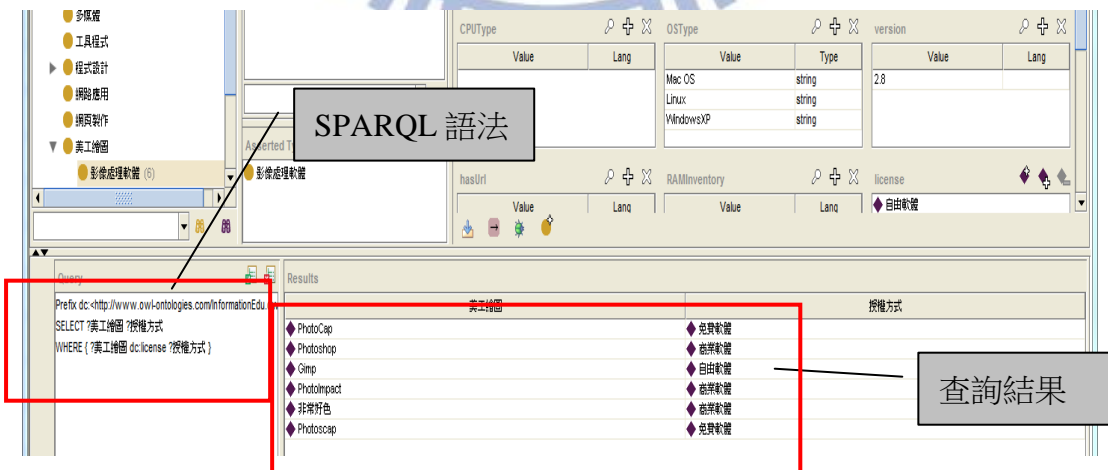 多媒體
工具程式
程式設計
網路應用
網頁製作
美工繪圖
影像處理軟體 (6)
Asserted T
影像處理軟體
CPUType
Value Lang
OSType
Value Type
Mac OS string
Linux string
WindowsXP string
version
Value Lang
2.8
hasUrl
Value Lang
RAMInventory
Value Lang
license
自由軟體
SPARQL 語法
Query
Prefix dc:<http://www.owl-ontologies.com/InformationEdu.
SELECT ?美工繪圖 ?授權方式
WHERE { ?美工繪圖 dc:license ?授權方式 }
Results
美工繪圖 授權方式
PhotoCap 免費軟體
Photoshop 商業軟體
Gimp 自由軟體
PhotoImpact 商業軟體
非常好色 商業軟體
Photoscap 免費軟體
查詢結果